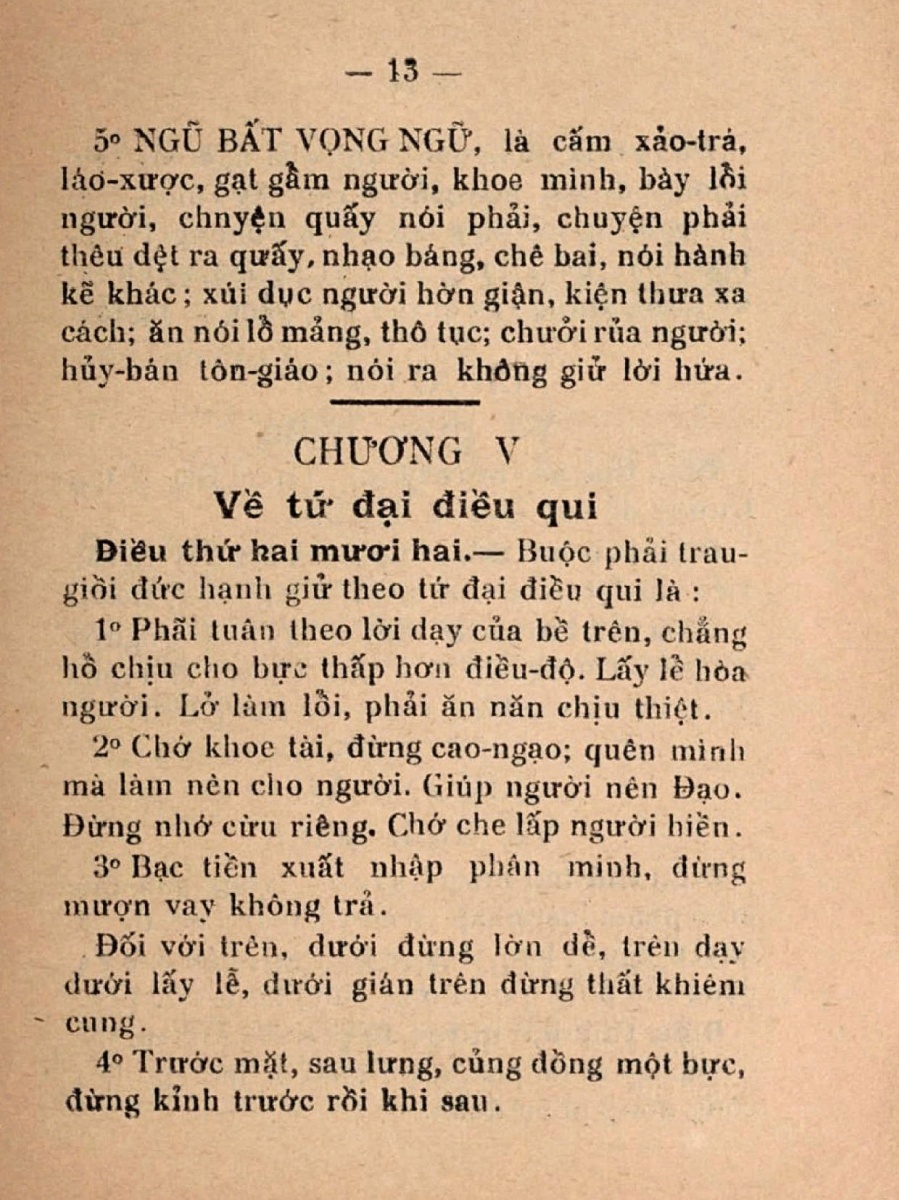 — 13 —
5º NGŨ BẤT VỌNG NGỮ, là cấm xảo-trá,
láo-xược, gạt gẫm người, khoe mình, bày lỗi
người, chnyện quấy nói phải, chuyện phải
thêu dệt ra quấy, nhạo báng, chê bai, nói hành
kẽ khác; xúi dục người hờn giận, kiện thưa xa
cách; ăn nói lỗ mảng, thô tục; chưởi rủa người;
hủy-bán tôn-giáo; nói ra không giử lời hứa.
CHƯƠNG V
Về tứ đại điều qui
Điều thứ hai mươi hai.— Buộc phải trau-
giồi đức hạnh giử theo tứ đại điều qui là :
1º Phãi tuân theo lời dạy của bề trên, chẳng
hổ chịu cho bực thấp hơn điều-độ. Lấy lể hòa
người. Lở làm lỗi, phải ăn năn chịu thiệt.
2º Chớ khoe tài, đừng cao-ngạo; quên mình
mà làm nên cho người. Giúp người nên Đạo.
Đừng nhớ cừu riêng. Chớ che lấp người hiền.
3º Bạc tiền xuất nhập phân minh, đừng
mượn vay không trả.
Đối với trên, dưới đừng lờn dể, trên dạy
dưới lấy lễ, dưới gián trên đừng thất khiêm
cung.
4º Trước mặt, sau lưng, củng đồng một bực,
đừng kỉnh trước rồi khi sau.